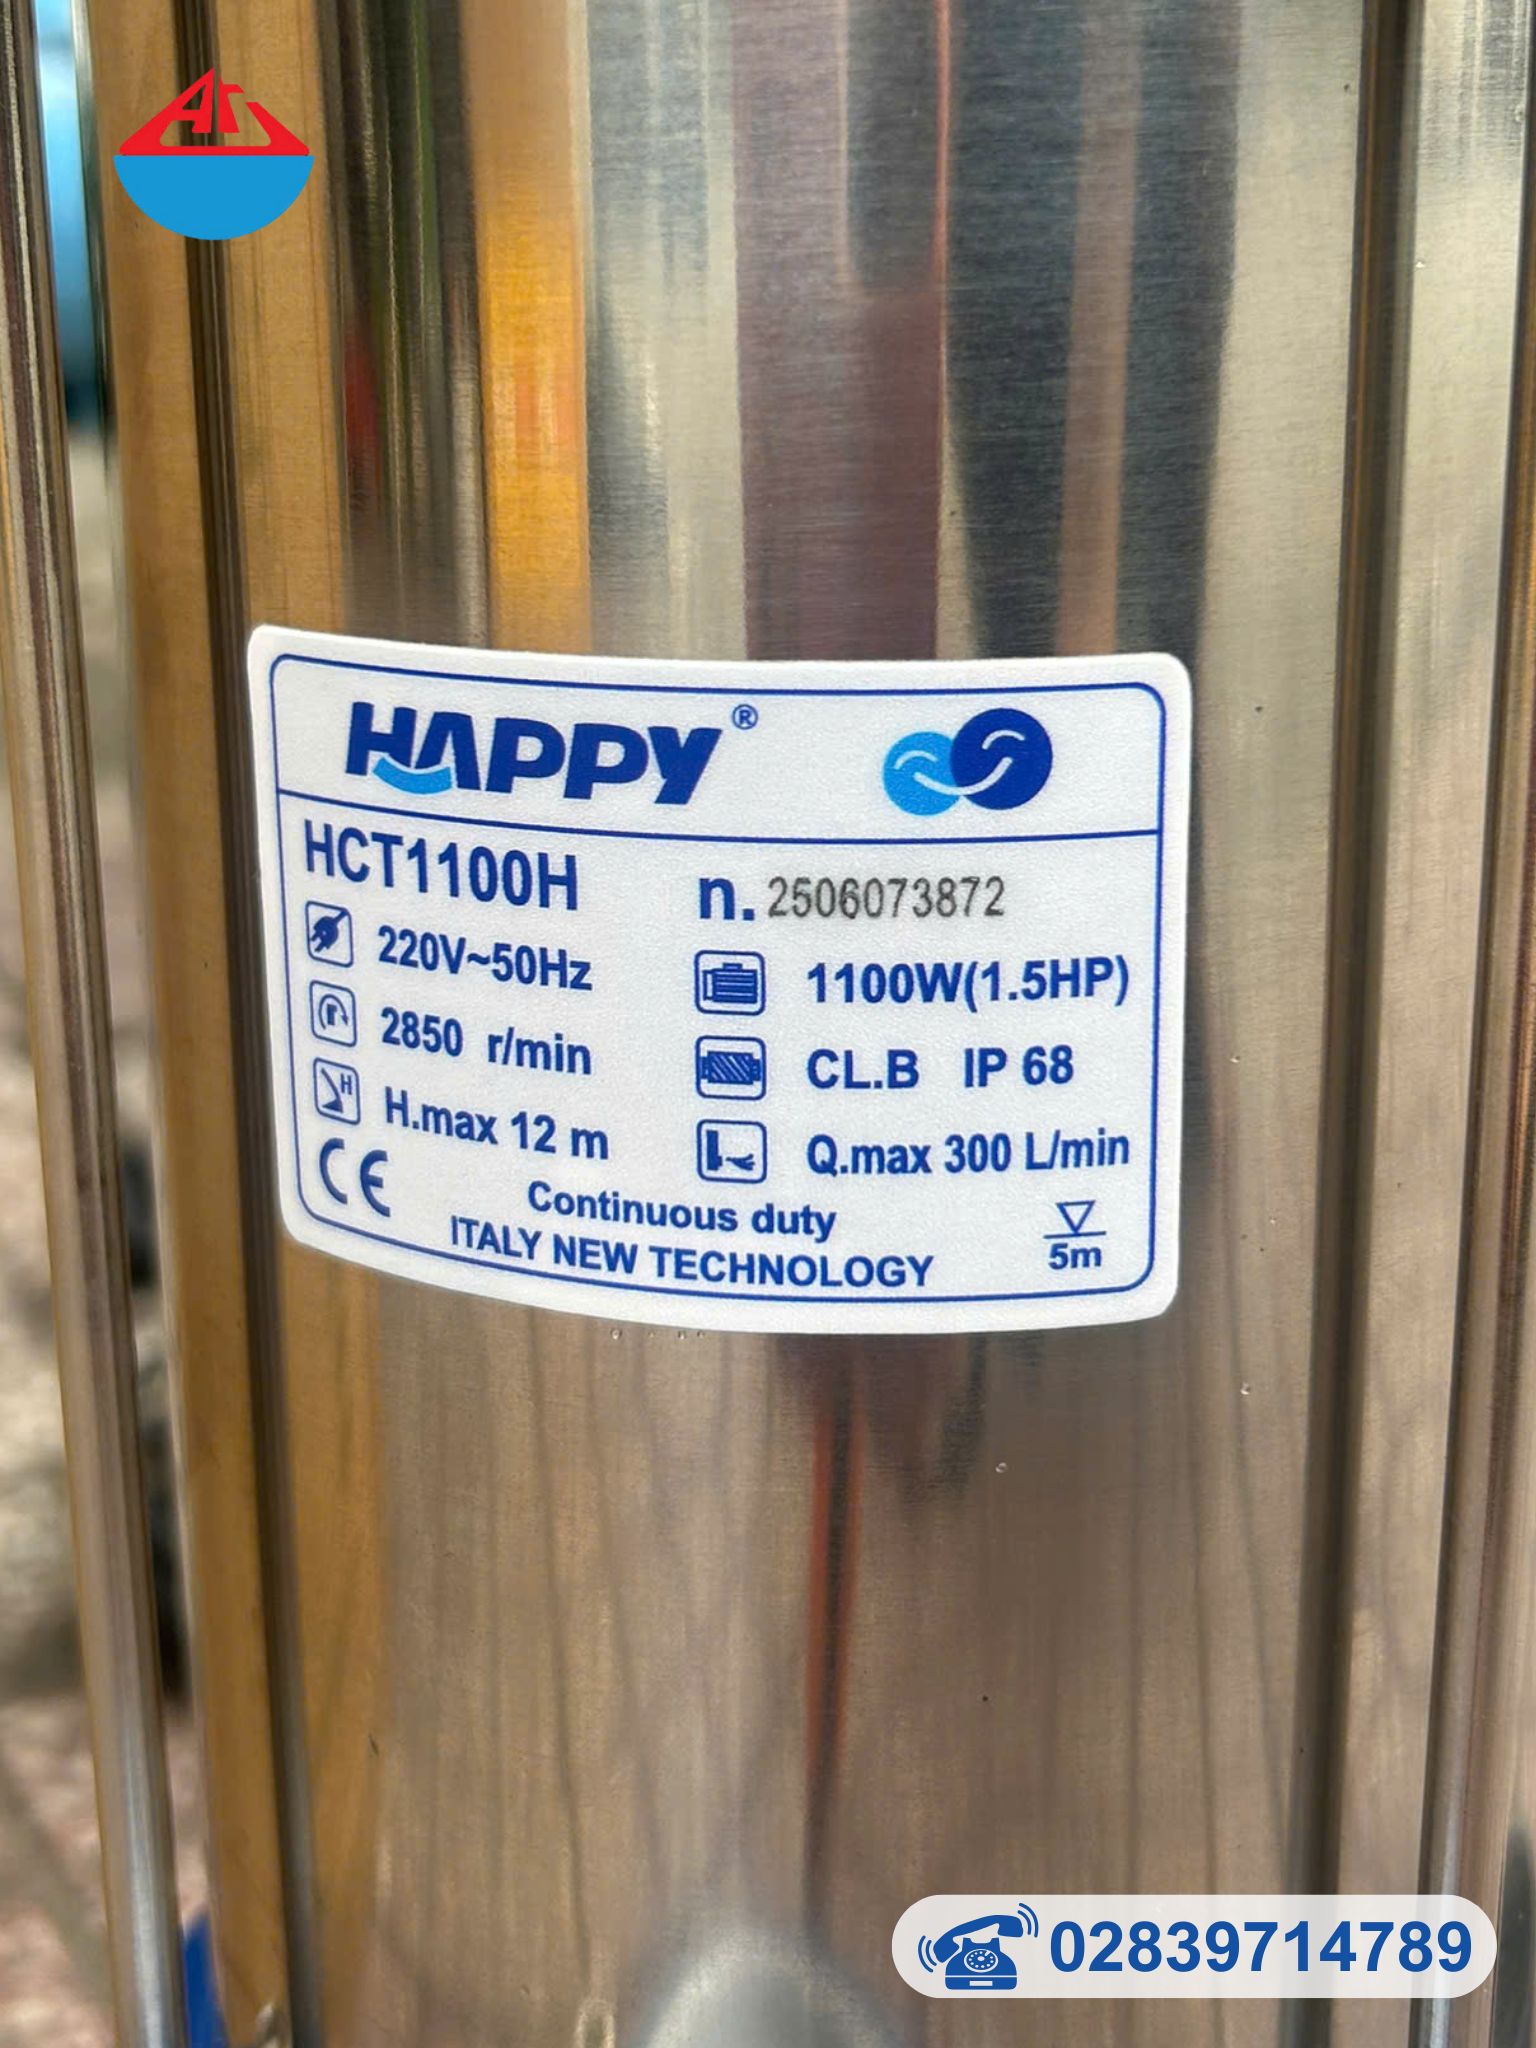 HAPPY®
HCT1100H n. 2506073872
220V~50Hz 1100W(1.5HP)
2850 r/min CL.B IP 68
H
H.max 12 m Q.max 300 L/min
CE Continuous duty
ITALY NEW TECHNOLOGY 5m
02839714789